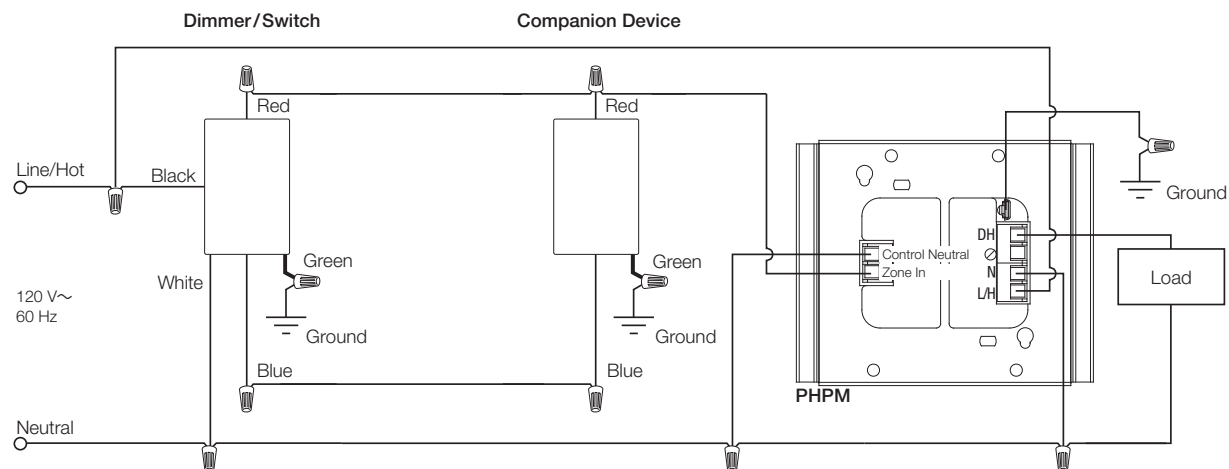 Dimmer/Switch
Companion Device
Red
Red
Line/Hot
Black
Ground
DH
Control Neutral
Green
Green
N
Zone In
White
Load
L/H
120 V~
60 Hz
Ground
Ground
Blue
Blue
PHPM
Neutral